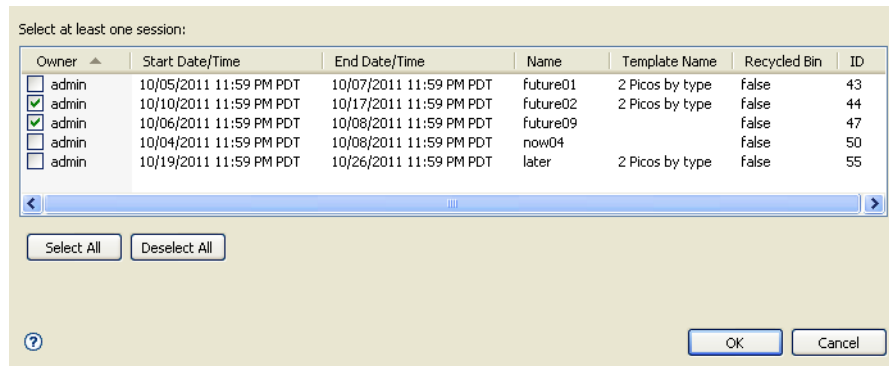 Select at least one session:
Owner Start Date/Time End Date/Time Name Template Name Recycled Bin ID
admin 10/05/2011 11:59 PM PDT 10/07/2011 11:59 PM PDT future01 2 Picos by type false 43
admin 10/10/2011 11:59 PM PDT 10/17/2011 11:59 PM PDT future02 2 Picos by type false 44
admin 10/06/2011 11:59 PM PDT 10/08/2011 11:59 PM PDT future09 false 47
admin 10/04/2011 11:59 PM PDT 10/08/2011 11:59 PM PDT now04 false 50
admin 10/19/2011 11:59 PM PDT 10/26/2011 11:59 PM PDT later 2 Picos by type false 55
Select All Deselect All
? OK Cancel